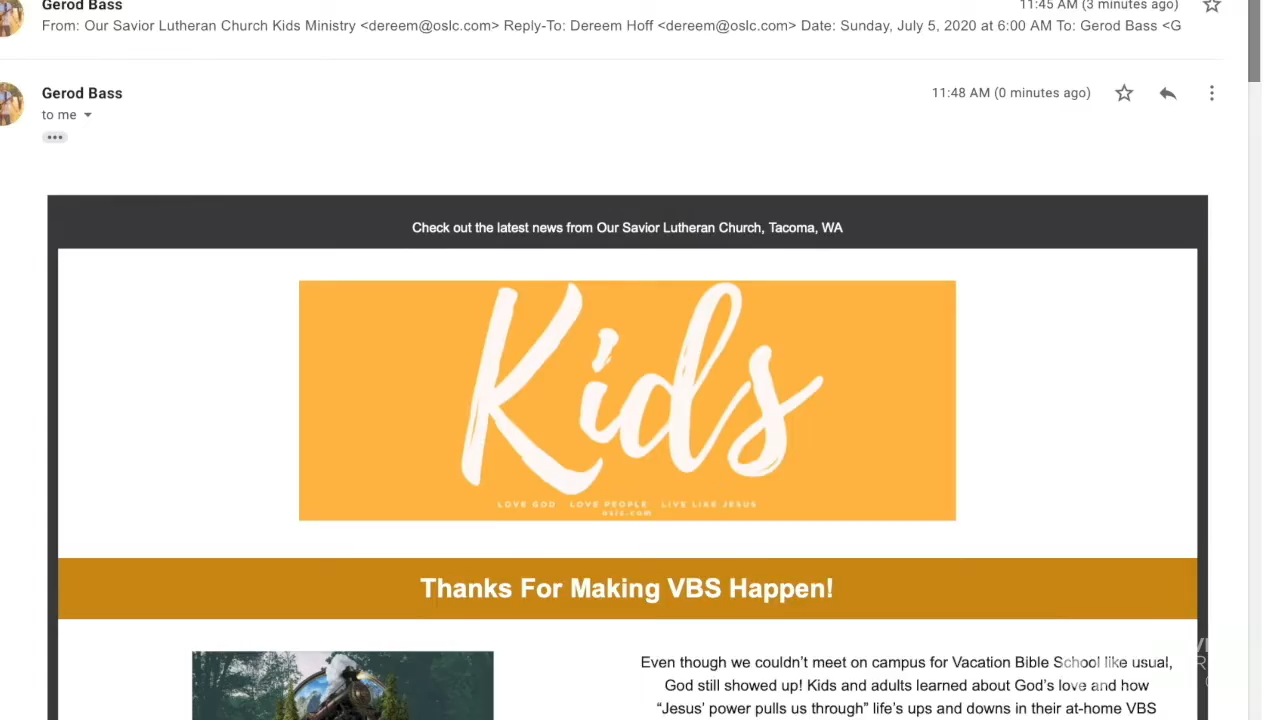 Gerod Bass
11:45 AM (3 minutes ago)
From: Our Savior Lutheran Church Kids Ministry <dereem@oslc.com> Reply-To: Dereem Hoff <dereem@oslc.com> Date: Sunday, July 5, 2020 at 6:00 AM To: Gerod Bass <G
Gerod Bass
11:48 AM (0 minutes ago)
to me
Check out the latest news from Our Savior Lutheran Church, Tacoma, WA
Kids
LOVE GOD LOVE PEOPLE LIVE LIKE JESUS
oslc.com
Thanks For Making VBS Happen!
Even though we couldn't meet on campus for Vacation Bible School like usual,
God still showed up! Kids and adults learned about God's love and how
“Jesus' power pulls us through” life's ups and downs in their at-home VBS